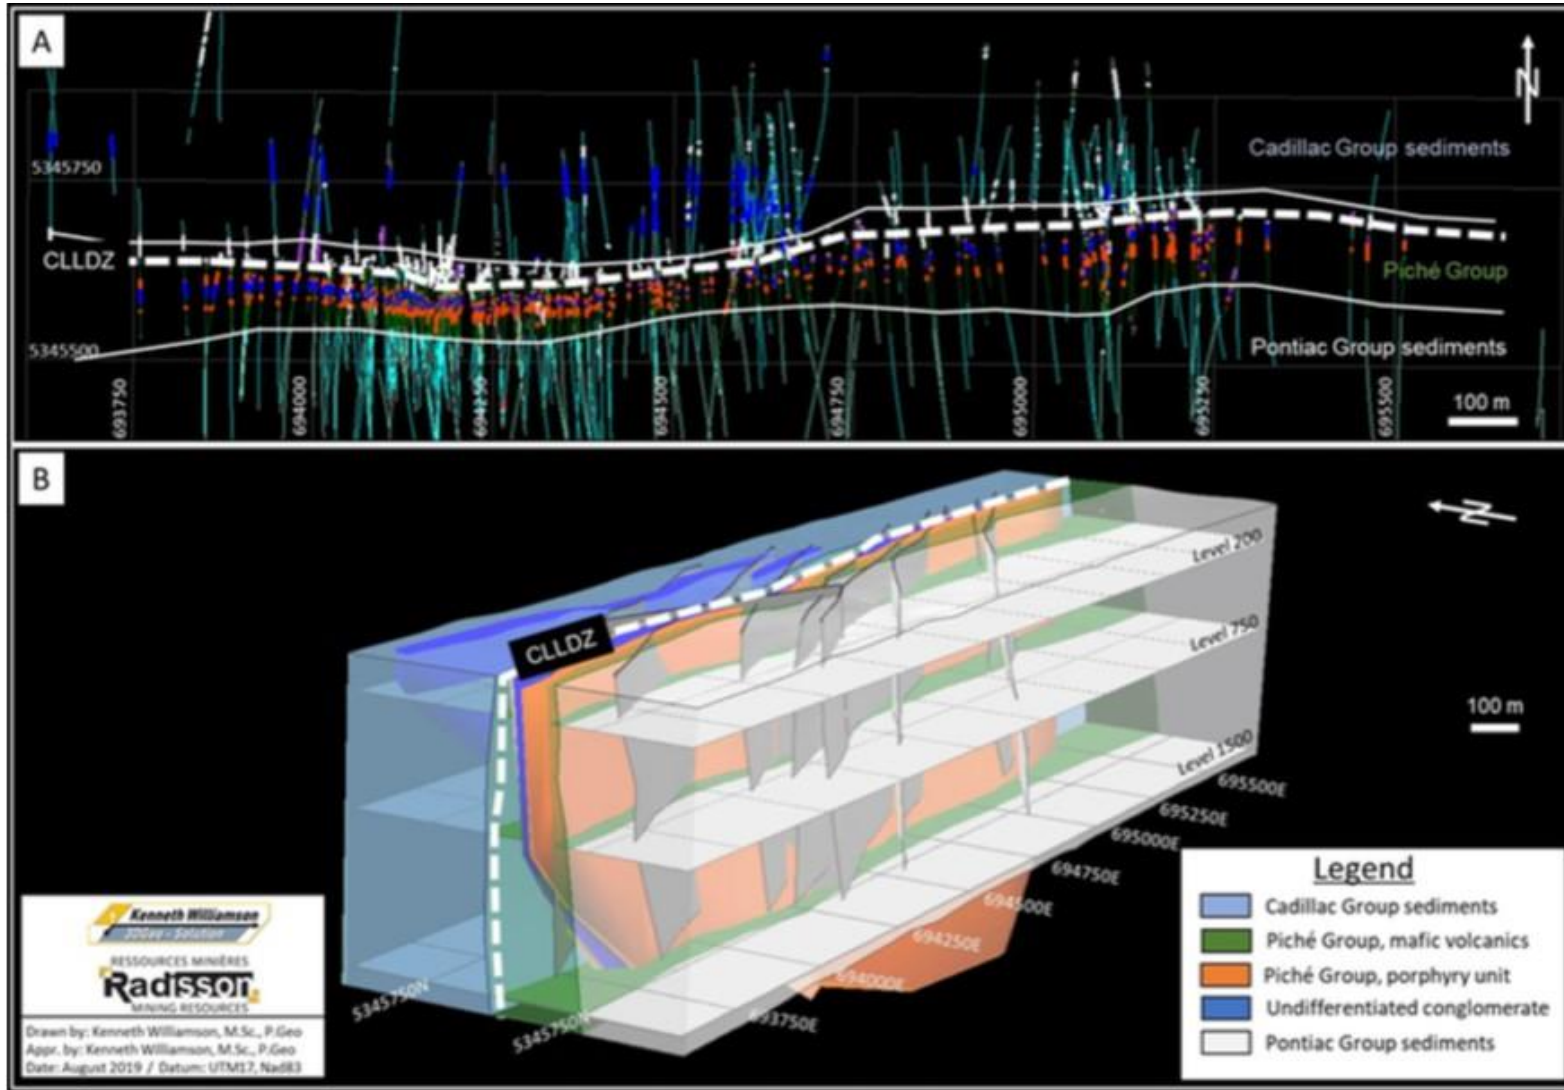 A
N
Cadillac Group sediments
5345750
CLLDZ
Piché Group
Pontiac Group sediments
5345500
693750
694000
694250
694500
694750
695000
695250
695500
100 m
B
N
Level 200
CLLDZ
Level 750
100 m
Level 1500
695500E
695250E
695000E
694750E
694500E
694250E
694000E
693750E
5345750N
5345750N
Legend
Cadillac Group sediments
Piché Group, mafic volcanics
Piché Group, porphyry unit
Undifferentiated conglomerate
Pontiac Group sediments
Kenneth Williamson
3DGeo - Solution
RESSOURCES MINIÈRES
Radisson
MINING RESOURCES
Drawn by: Kenneth Williamson, M.Sc., P.Geo
Appr. by: Kenneth Williamson, M.Sc., P.Geo
Date: August 2019 / Datum: UTM17, Nad83